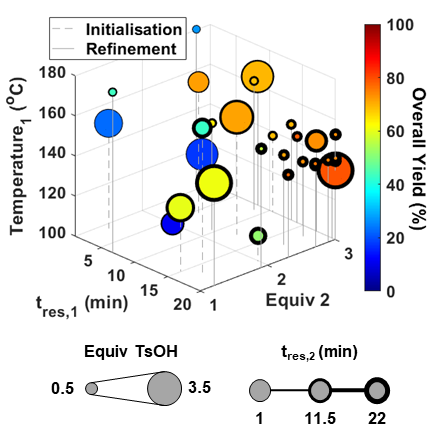 Initialisation
Refinement
Temperature1 (°C)
180
160
140
120
100
5
10
15
20
tres,1 (min)
1
2
3
Equiv 2
100
80
60
40
20
0
Overall Yield (%)
Equiv TsOH
0.5
3.5
tres,2 (min)
1
11.5
22